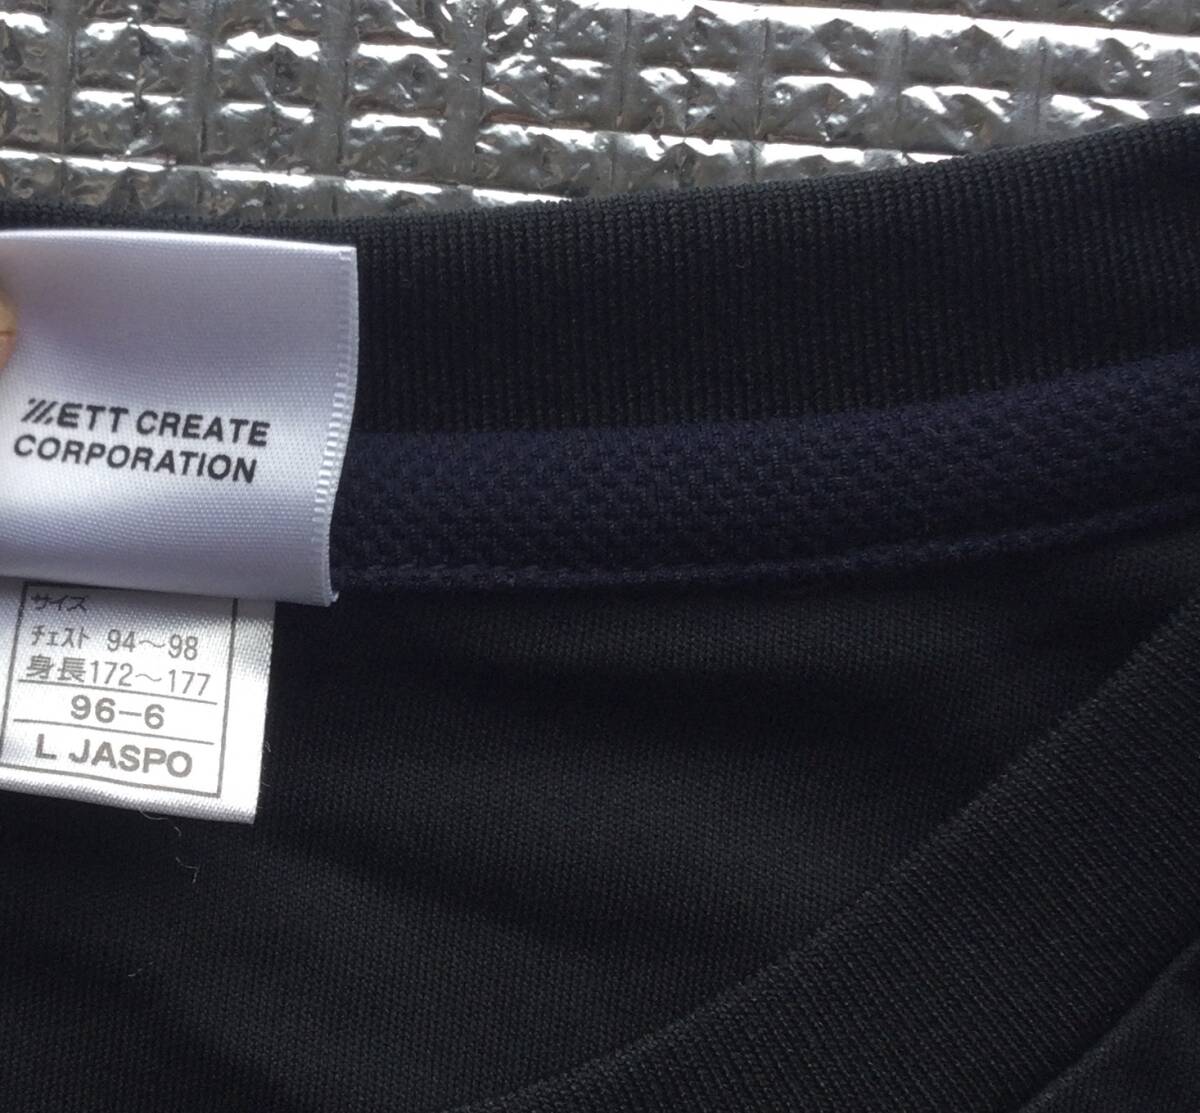 ZETT CREATE
CORPORATION
サイズ
チェスト 94〜98
身長172〜177
96-6
L JASPO